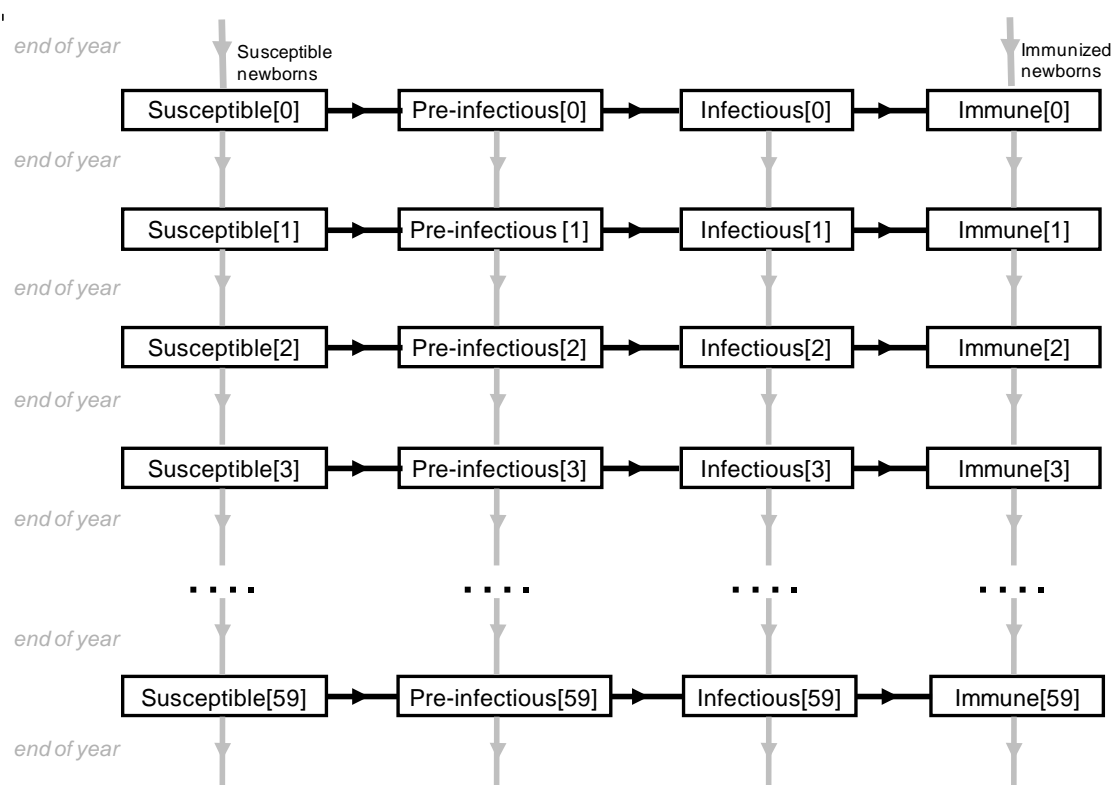 end of year
Susceptible
newborns
Immunized
newborns
Susceptible[0] Pre-infectious[0] Infectious[0] Immune[0]
end of year
Susceptible[1] Pre-infectious [1] Infectious[1] Immune[1]
end of year
Susceptible[2] Pre-infectious[2] Infectious[2] Immune[2]
end of year
Susceptible[3] Pre-infectious[3] Infectious[3] Immune[3]
end of year
. . . . . . . . . . . . . . . .
end of year
Susceptible[59] Pre-infectious[59] Infectious[59] Immune[59]
end of year